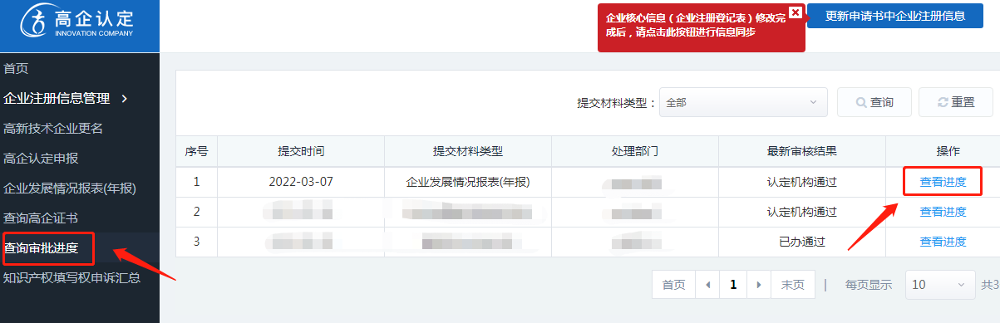 高企认定
INNOVATION COMPANY
企业核心信息（企业注册登记表）修改完
成后，请点击此按钮进行信息同步
更新申请书中企业注册信息
首页
企业注册信息管理
高新技术企业更名
高企认定申报
企业发展情况报表(年报)
查询高企证书
查询审批进度
知识产权填写权申诉汇总
提交材料类型： 全部 查询 重置
序号 提交时间 提交材料类型 处理部门 最新审核结果 操作
1 2022-03-07 企业发展情况报表(年报) 认定机构通过 查看进度
2 认定机构通过 查看进度
3 已办通过 查看进度
首页 1 末页 每页显示 10 共3